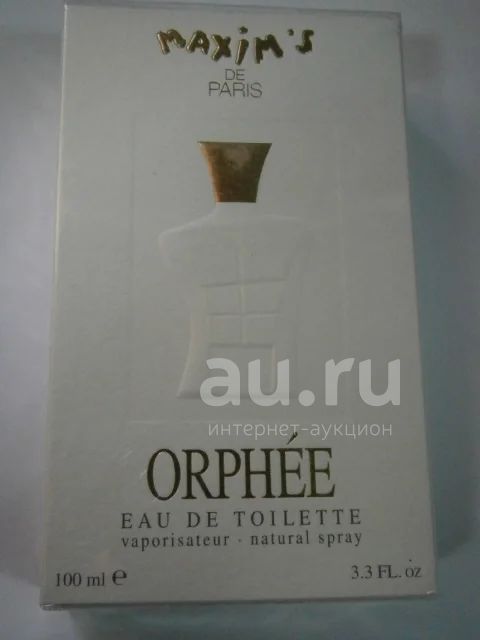 MAXiM'S
DE
PARIS
au.ru
интернет-аукцион
ORPHÉE
EAU DE TOILETTE
vaporisateur · natural spray
100 ml e
3.3 FL. oz